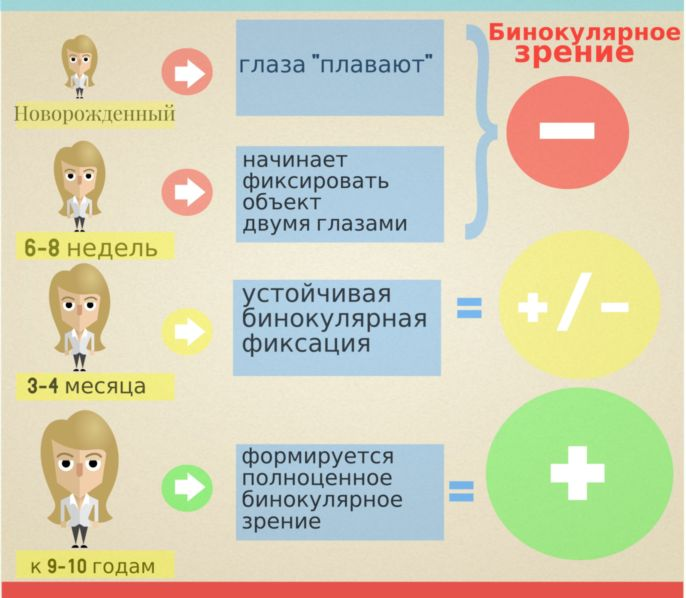 Бинокулярное
зрение
глаза "плавают"
Новорожденный
начинает
фиксировать
объект
двумя глазами
6-8 недель
устойчивая
бинокулярная
фиксация
=
+/-
3-4 месяца
формируется
полноценное
бинокулярное
зрение
=
+
к 9-10 годам